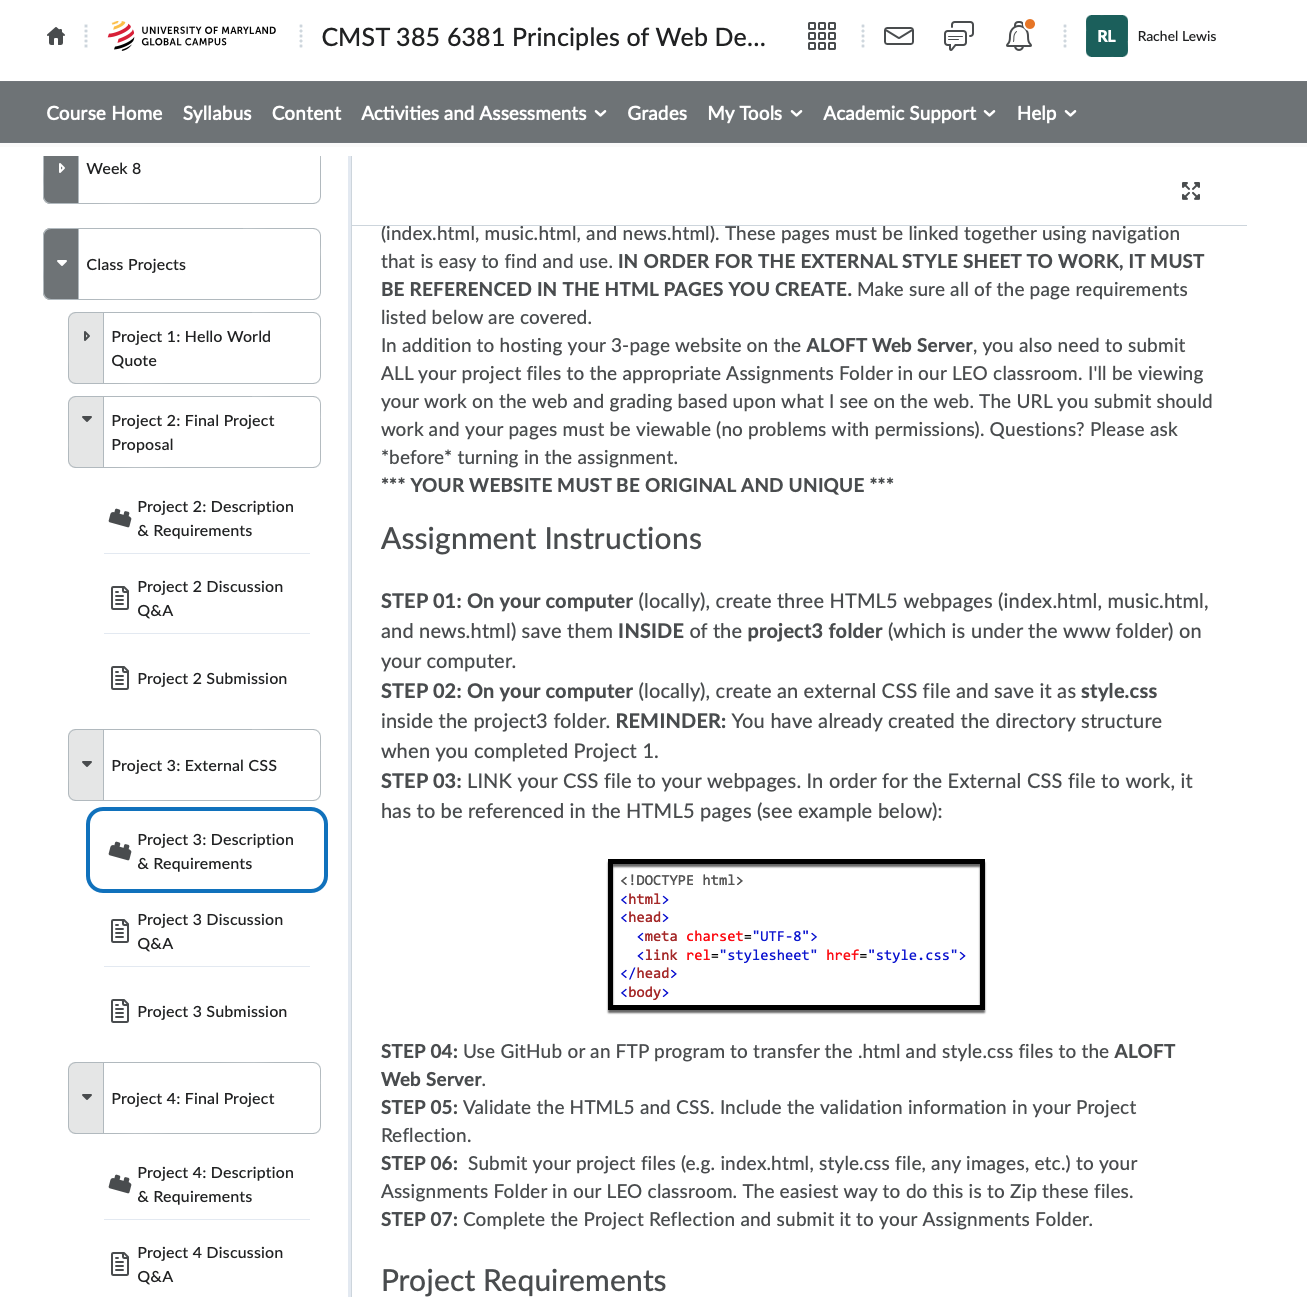 UNIVERSITY OF MARYLAND
GLOBAL CAMPUS
CMST 385 6381 Principles of Web De...
RL
Rachel Lewis
Course Home
Syllabus
Content
Activities and Assessments
Grades
My Tools
Academic Support
Help
Week 8
Class Projects
Project 1: Hello World
Quote
Project 2: Final Project
Proposal
Project 2: Description
& Requirements
Project 2 Discussion
Q&A
Project 2 Submission
Project 3: External CSS
Project 3: Description
& Requirements
Project 3 Discussion
Q&A
Project 3 Submission
Project 4: Final Project
Project 4: Description
& Requirements
Project 4 Discussion
Q&A
(index.html, music.html, and news.html). These pages must be linked together using navigation
that is easy to find and use. IN ORDER FOR THE EXTERNAL STYLE SHEET TO WORK, IT MUST
BE REFERENCED IN THE HTML PAGES YOU CREATE. Make sure all of the page requirements
listed below are covered.
In addition to hosting your 3-page website on the ALOFT Web Server, you also need to submit
ALL your project files to the appropriate Assignments Folder in our LEO classroom. I'll be viewing
your work on the web and grading based upon what I see on the web. The URL you submit should
work and your pages must be viewable (no problems with permissions). Questions? Please ask
*before* turning in the assignment.
*** YOUR WEBSITE MUST BE ORIGINAL AND UNIQUE ***
Assignment Instructions
STEP 01: On your computer (locally), create three HTML5 webpages (index.html, music.html,
and news.html) save them INSIDE of the project3 folder (which is under the www folder) on
your computer.
STEP 02: On your computer (locally), create an external CSS file and save it as style.css
inside the project3 folder. REMINDER: You have already created the directory structure
when you completed Project 1.
STEP 03: LINK your CSS file to your webpages. In order for the External CSS file to work, it
has to be referenced in the HTML5 pages (see example below):
<!DOCTYPE html>
<html>
<head>
<meta charset="UTF-8">
<link rel="stylesheet" href="style.css">
</head>
<body>
STEP 04: Use GitHub or an FTP program to transfer the .html and style.css files to the ALOFT
Web Server.
STEP 05: Validate the HTML5 and CSS. Include the validation information in your Project
Reflection.
STEP 06: Submit your project files (e.g. index.html, style.css file, any images, etc.) to your
Assignments Folder in our LEO classroom. The easiest way to do this is to Zip these files.
STEP 07: Complete the Project Reflection and submit it to your Assignments Folder.
Project Requirements